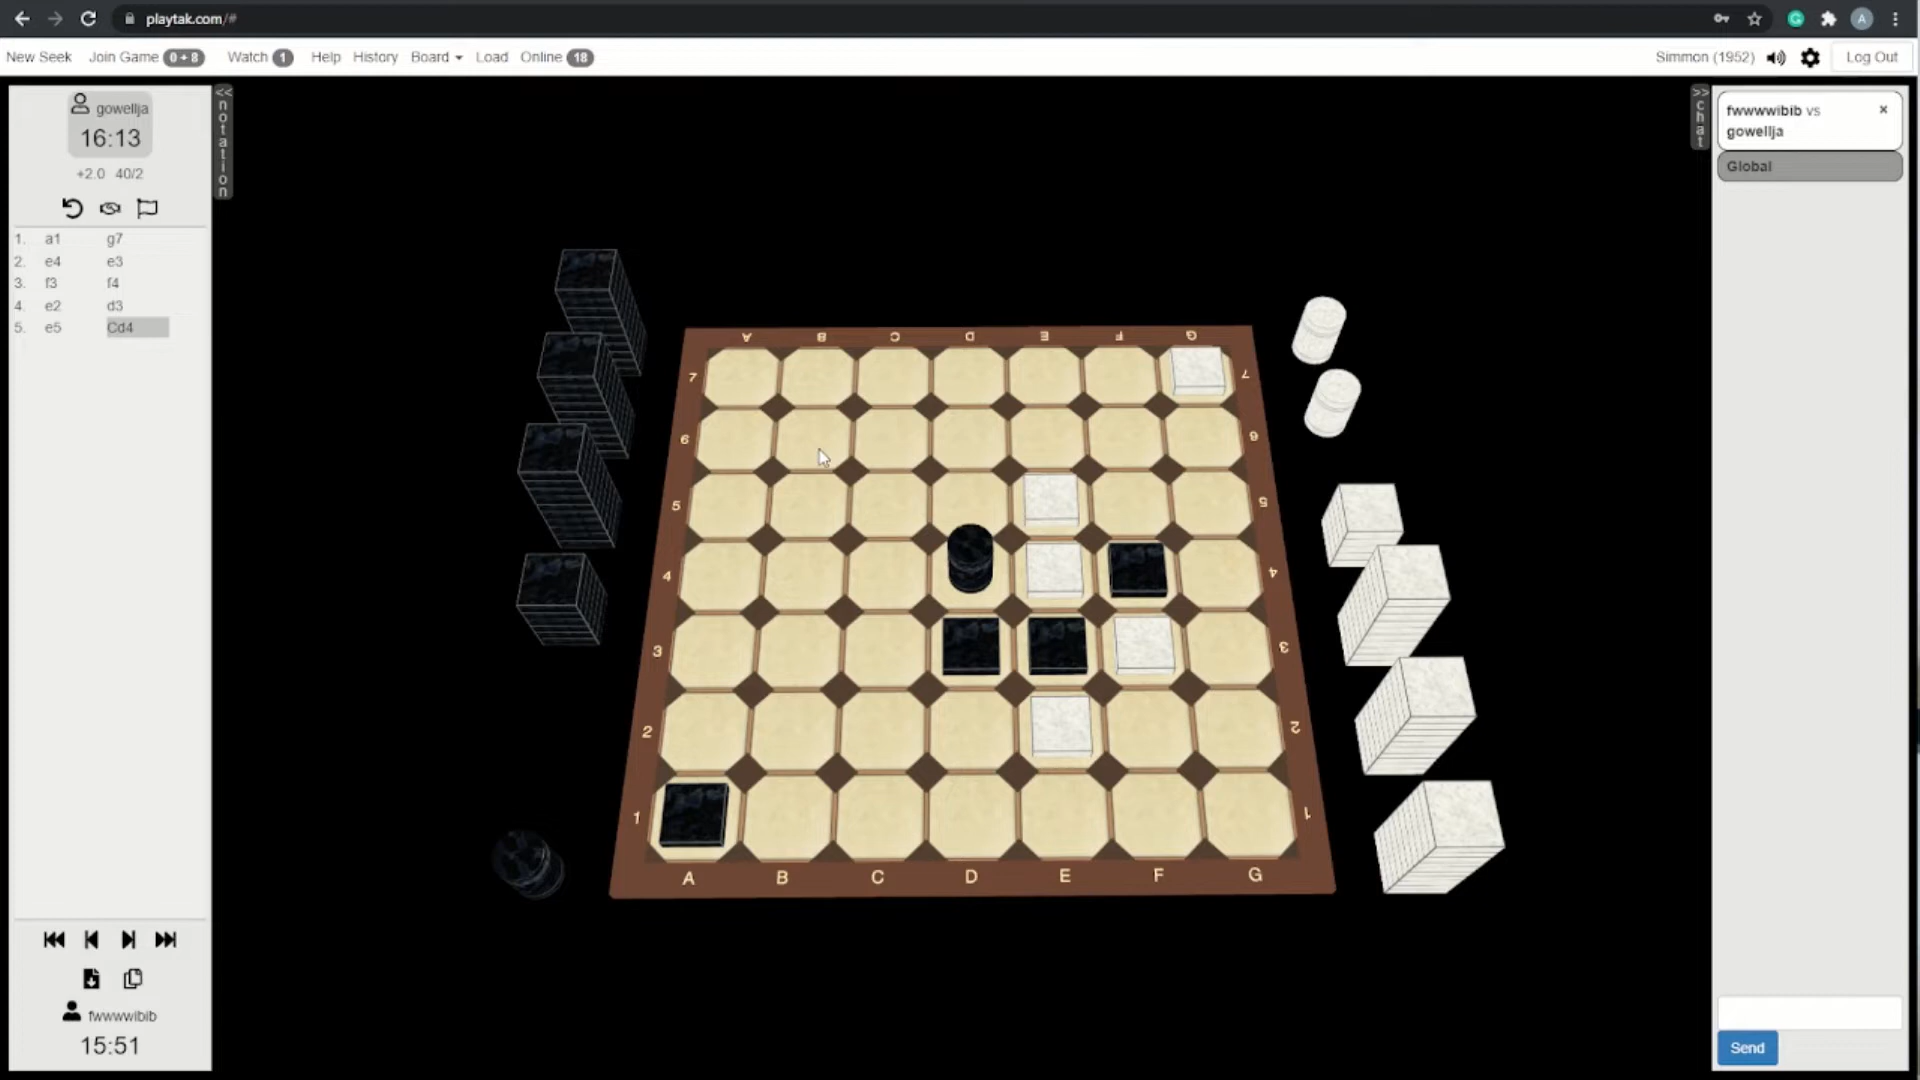 playtak.com/#
A
New Seek Join Game 0+8 Watch 1 Help History Board Load Online 18 Simmon (1952) Log Out
gowellja
16:13
+2.0 40/2
1. a1 g7
2. e4 e3
3. f3 f4
4. e2 d3
5. e5 Cd4
fwwwwibib
15:51
<< notation
A B C D E F G
7 7
6 6
5 5
4 4
3 3
2 2
1 1
A B C D E F G
>> chat
fwwwwibib vs ×
gowellja
Global
Send